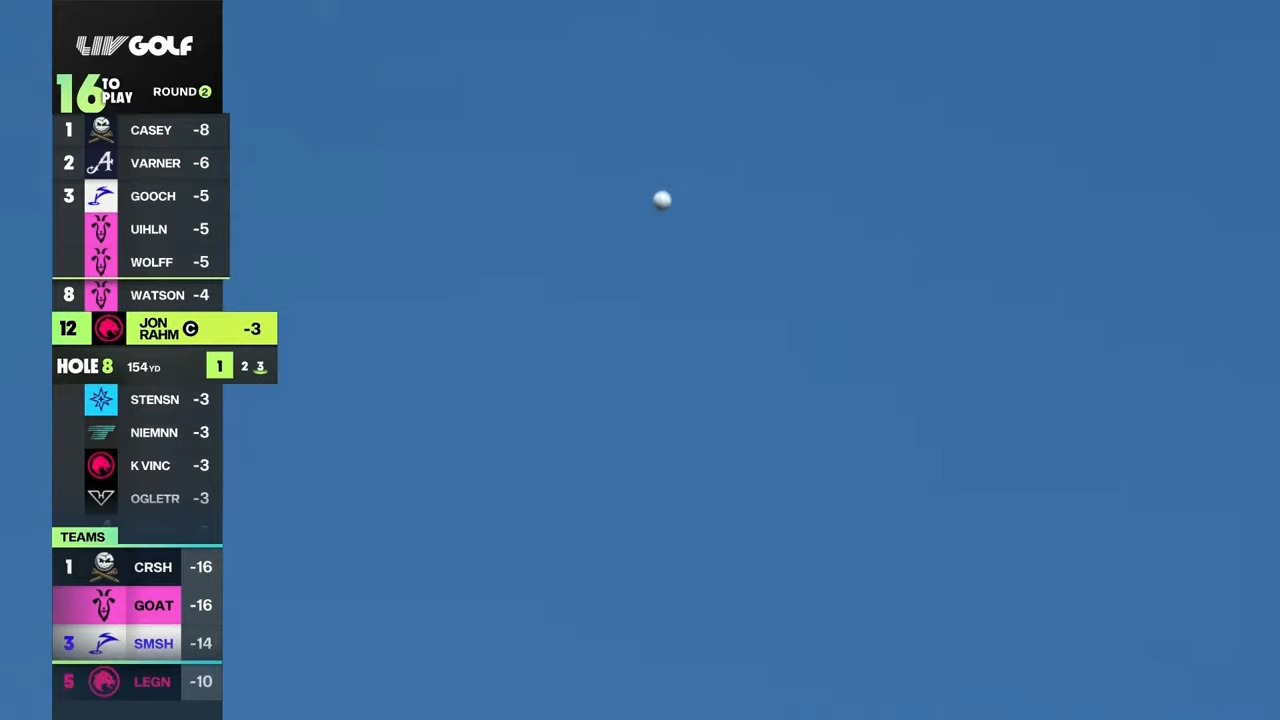 LIV GOLF
16 TO PLAY ROUND 2
1 CASEY -8
2 VARNER -6
3 GOOCH -5
UIHLN -5
WOLFF -5
8 WATSON -4
12 JON RAHM C -3
HOLE 8 154YD 1 2 3
STENSN -3
NIEMNN -3
K VINC -3
OGLETR -3
TEAMS
1 CRSH -16
GOAT -16
3 SMSH -14
5 LEGN -10